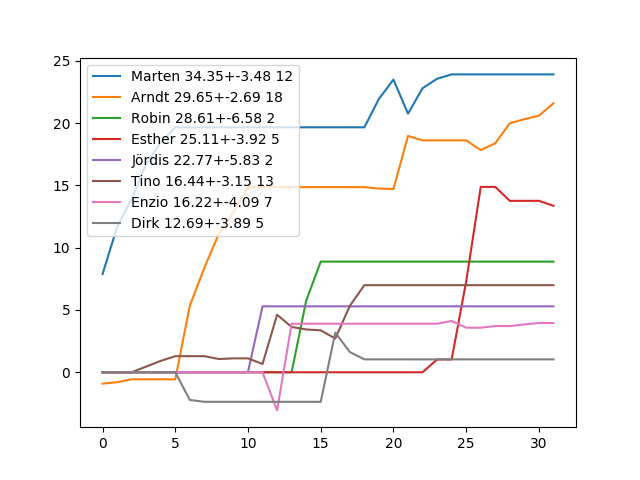 25
20
15
10
5
0
Marten 34.35+-3.48 12
Arndt 29.65+-2.69 18
Robin 28.61+-6.58 2
Esther 25.11+-3.92 5
Jördis 22.77+-5.83 2
Tino 16.44+-3.15 13
Enzio 16.22+-4.09 7
Dirk 12.69+-3.89 5
0 5 10 15 20 25 30